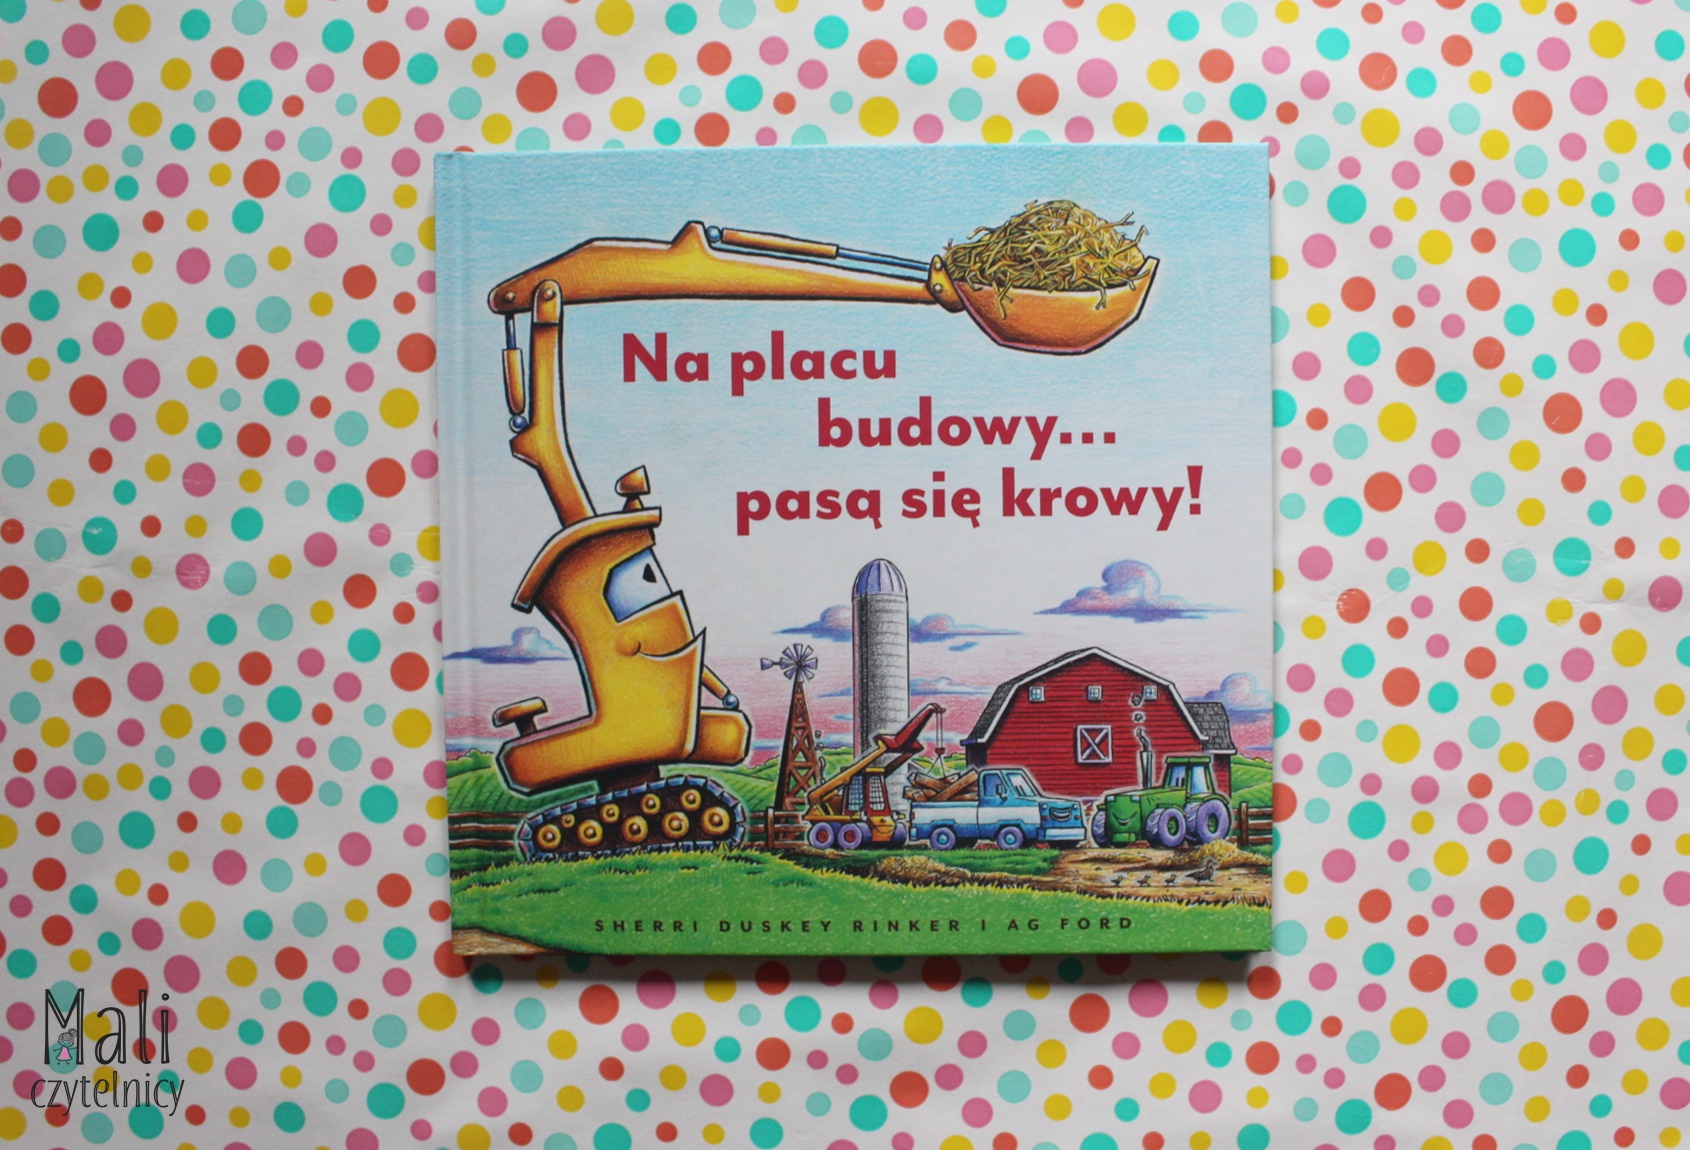 Na placu
budowy...
pasą się krowy!
SHERRI DUSKEY RINKER I AG FORD
Mali
czytelnicy